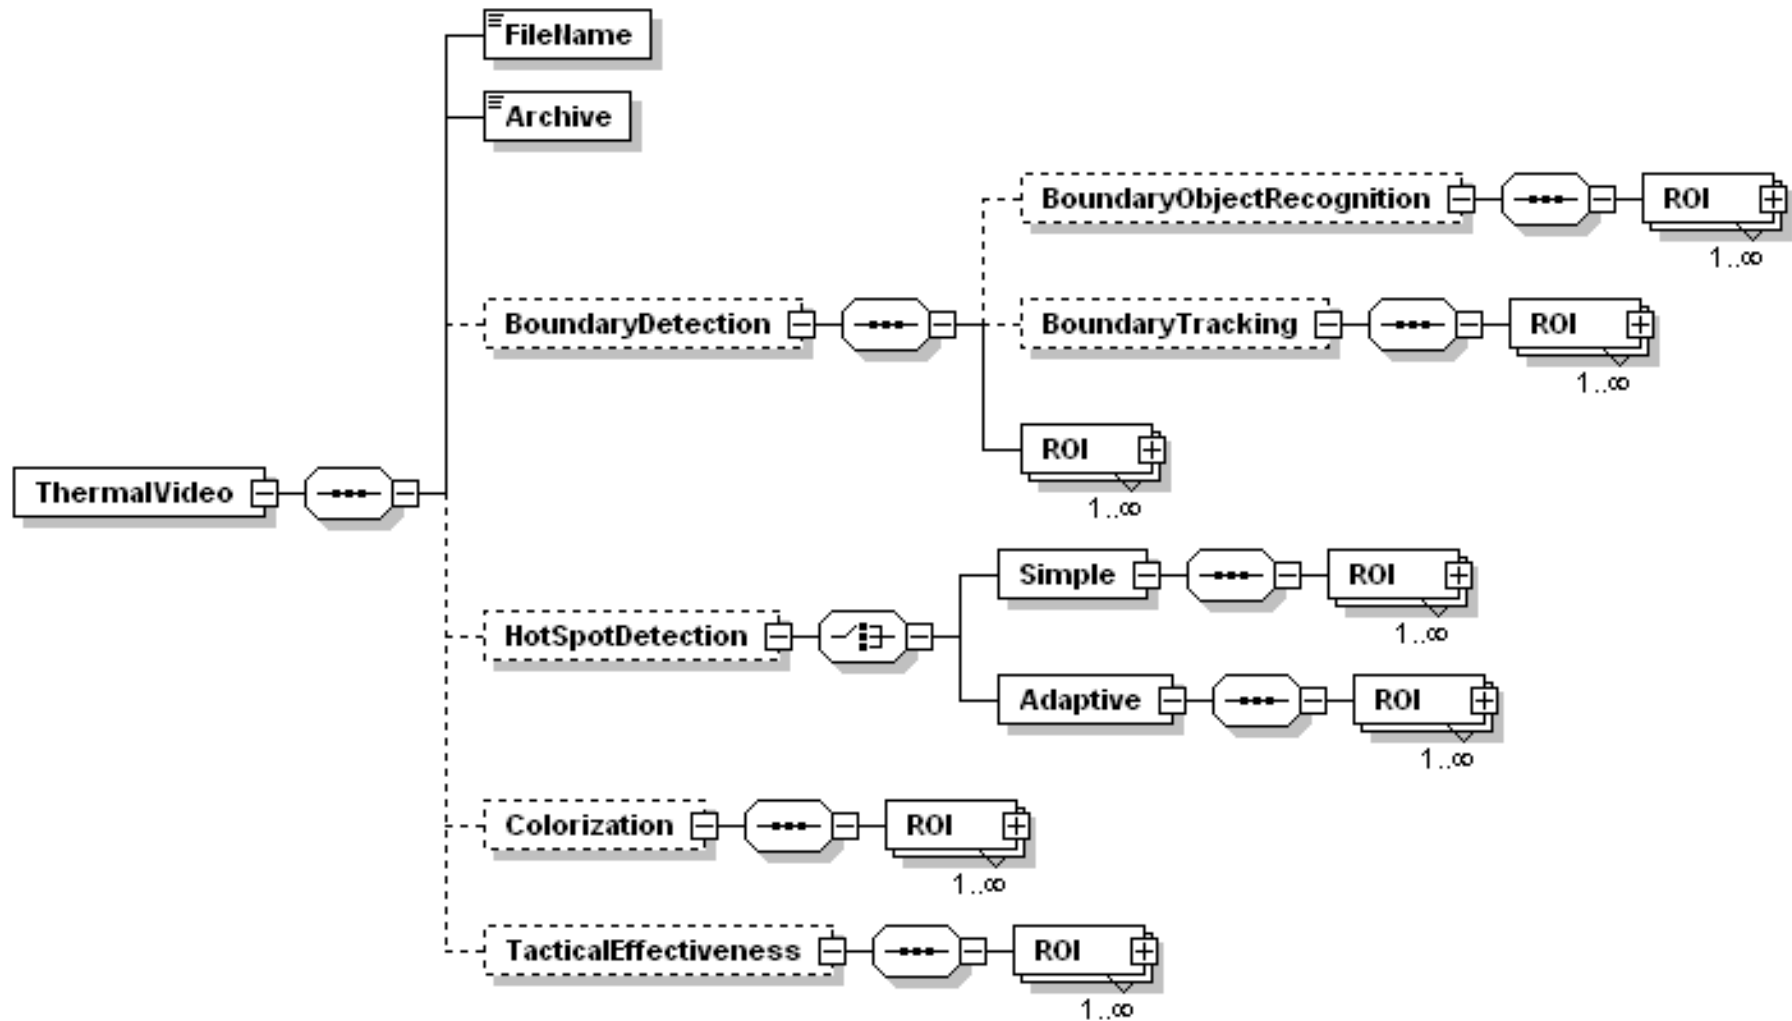 FileName
Archive
BoundaryObjectRecognition
ROI
1..∞
BoundaryDetection
BoundaryTracking
ROI
1..∞
ROI
1..∞
ThermalVideo
Simple
ROI
1..∞
HotSpotDetection
Adaptive
ROI
1..∞
Colorization
ROI
1..∞
TacticalEffectiveness
ROI
1..∞